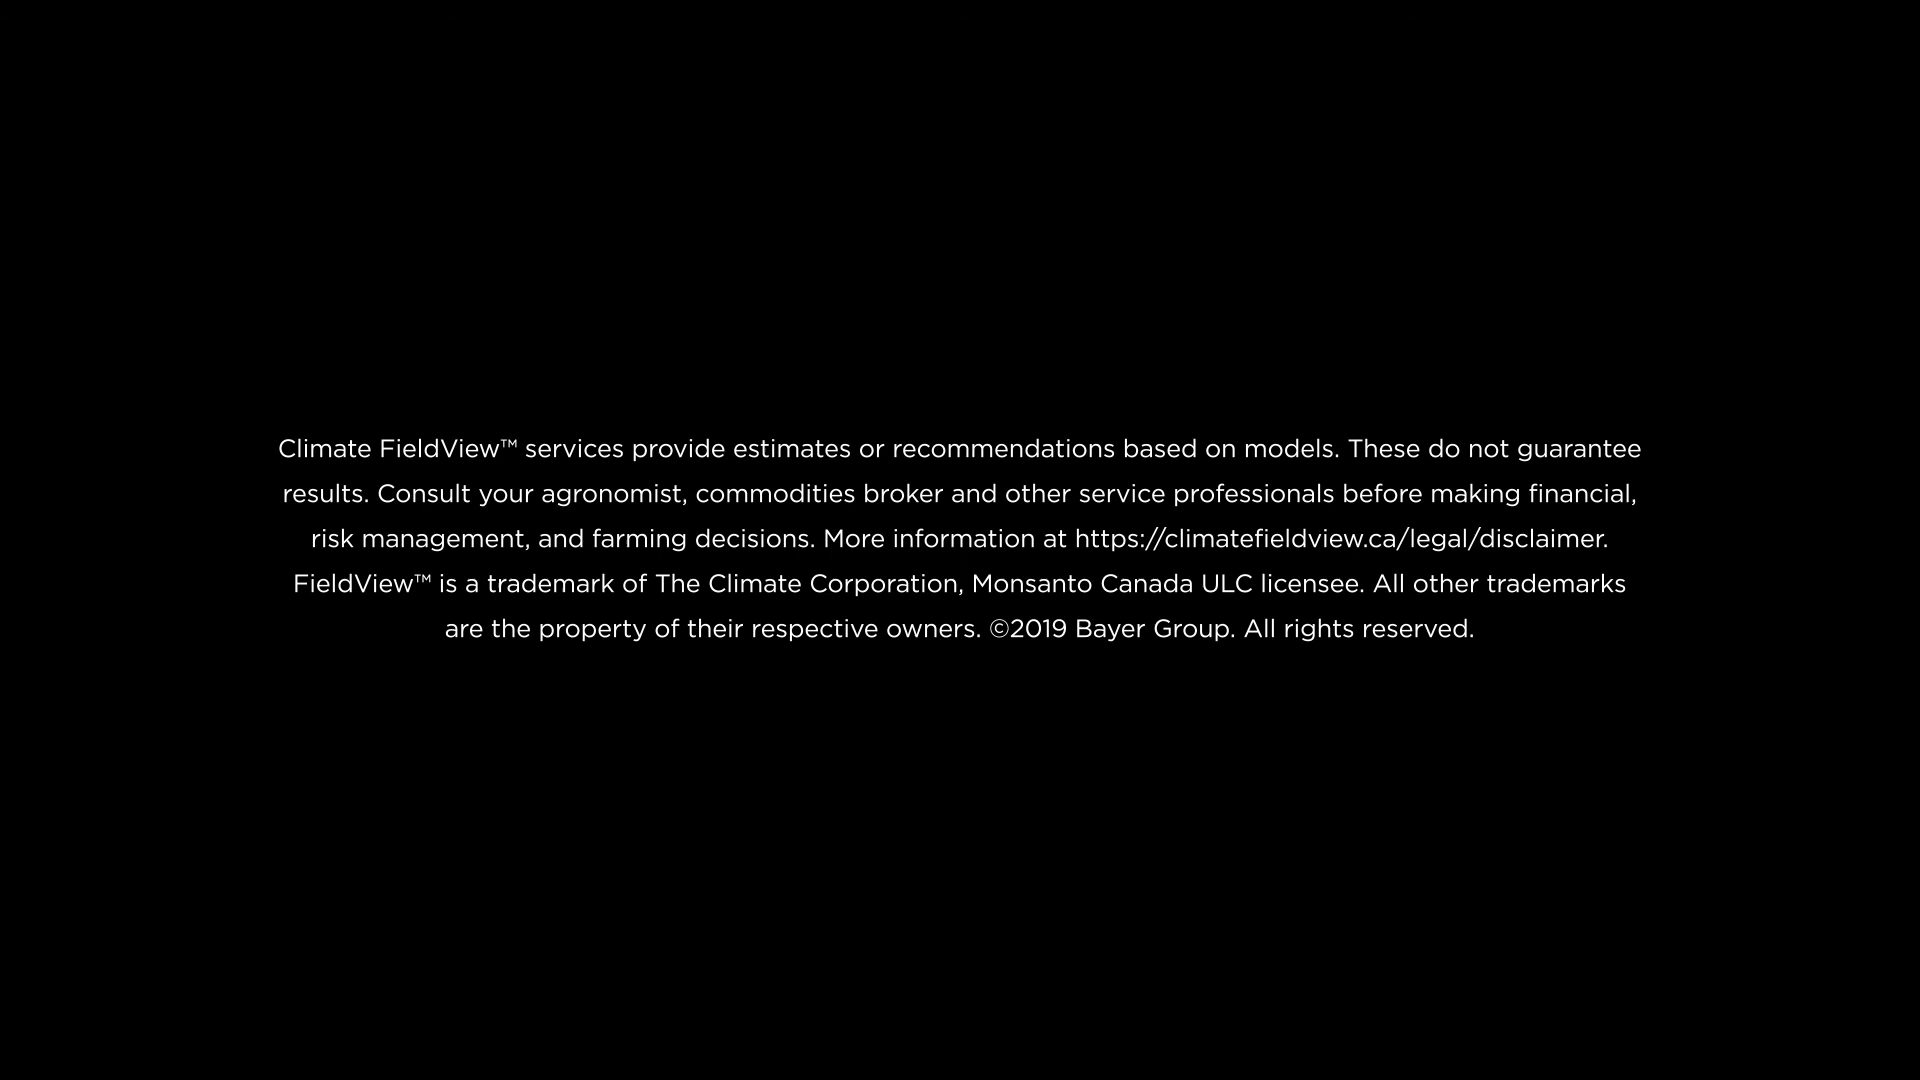 Climate FieldView™ services provide estimates or recommendations based on models. These do not guarantee
results. Consult your agronomist, commodities broker and other service professionals before making financial,
risk management, and farming decisions. More information at https://climatefieldview.ca/legal/disclaimer.
FieldView™ is a trademark of The Climate Corporation, Monsanto Canada ULC licensee. All other trademarks
are the property of their respective owners. ©2019 Bayer Group. All rights reserved.